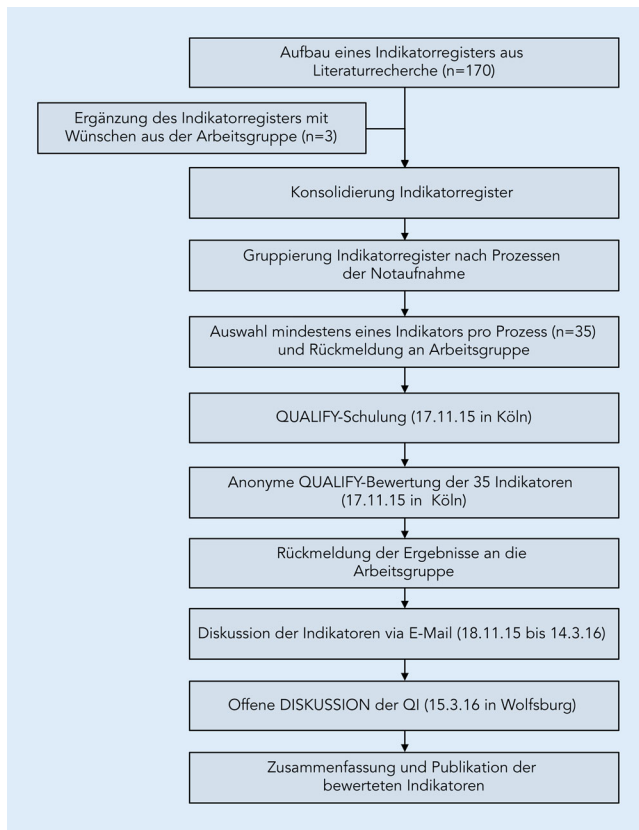 Aufbau eines Indikatorregisters aus
Literaturrecherche (n=170)
Ergänzung des Indikatorregisters mit
Wünschen aus der Arbeitsgruppe (n=3)
Konsolidierung Indikatorregister
Gruppierung Indikatorregister nach Prozessen
der Notaufnahme
Auswahl mindestens eines Indikators pro Prozess (n=35)
und Rückmeldung an Arbeitsgruppe
QUALIFY-Schulung (17.11.15 in Köln)
Anonyme QUALIFY-Bewertung der 35 Indikatoren
(17.11.15 in Köln)
Rückmeldung der Ergebnisse an die
Arbeitsgruppe
Diskussion der Indikatoren via E-Mail (18.11.15 bis 14.3.16)
Offene DISKUSSION der QI (15.3.16 in Wolfsburg)
Zusammenfassung und Publikation der
bewerteten Indikatoren